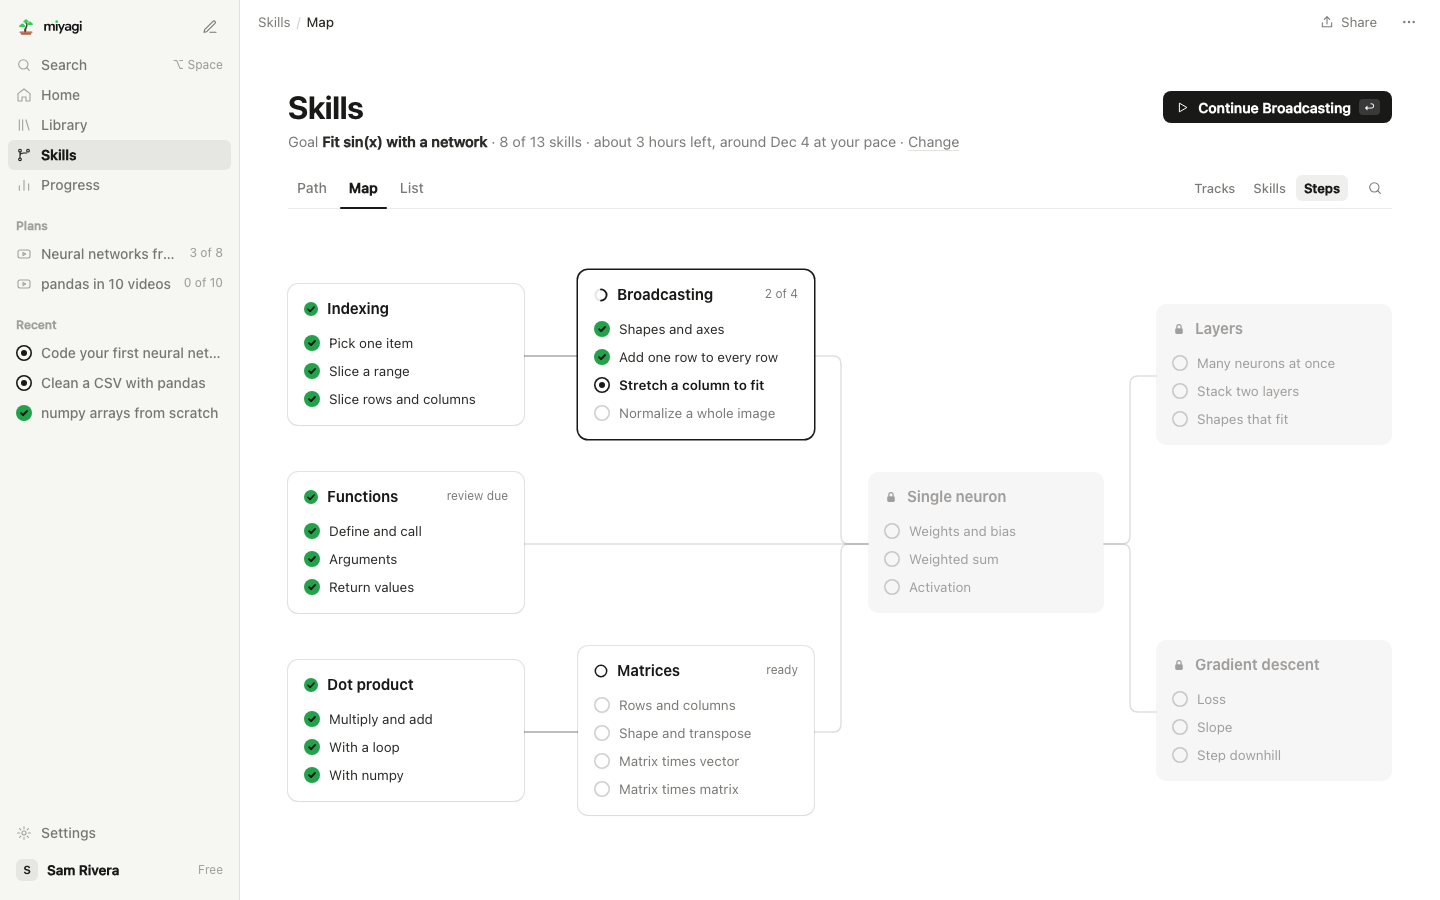 miyagi
Search ⌥ Space
Home
Library
Skills
Progress
Plans
Neural networks fr... 3 of 8
pandas in 10 videos 0 of 10
Recent
Code your first neural net...
Clean a CSV with pandas
numpy arrays from scratch
Settings
S Sam Rivera Free
Skills / Map
Share
Skills
Continue Broadcasting
Goal Fit sin(x) with a network · 8 of 13 skills · about 3 hours left, around Dec 4 at your pace · Change
Path Map List
Tracks Skills Steps
Indexing
Pick one item
Slice a range
Slice rows and columns
Broadcasting 2 of 4
Shapes and axes
Add one row to every row
Stretch a column to fit
Normalize a whole image
Layers
Many neurons at once
Stack two layers
Shapes that fit
Functions review due
Define and call
Arguments
Return values
Single neuron
Weights and bias
Weighted sum
Activation
Dot product
Multiply and add
With a loop
With numpy
Matrices ready
Rows and columns
Shape and transpose
Matrix times vector
Matrix times matrix
Gradient descent
Loss
Slope
Step downhill